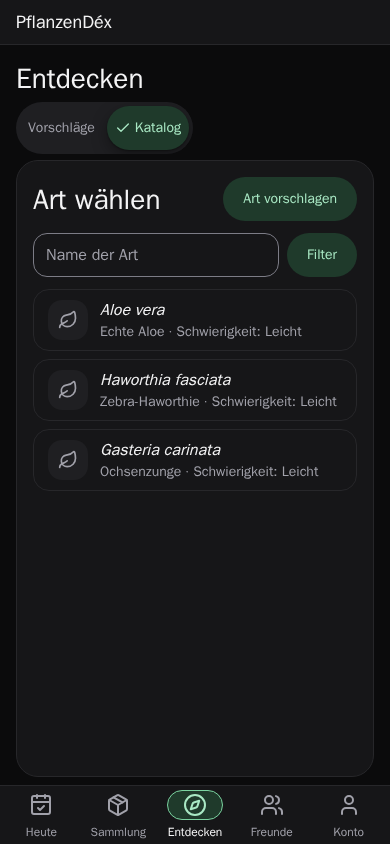 PflanzenDéx
Entdecken
Vorschläge
Katalog
Art wählen
Art vorschlagen
Name der Art
Filter
Aloe vera
Echte Aloe · Schwierigkeit: Leicht
Haworthia fasciata
Zebra-Haworthie · Schwierigkeit: Leicht
Gasteria carinata
Ochsenzunge · Schwierigkeit: Leicht
Heute
Sammlung
Entdecken
Freunde
Konto